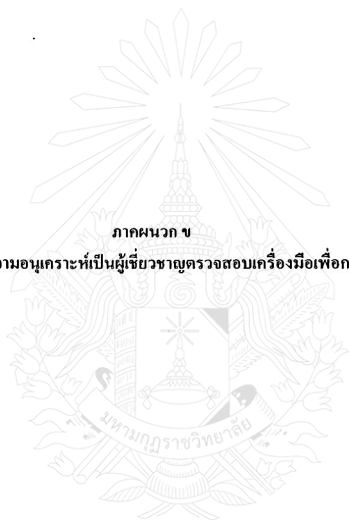 ภาคผนวก ข
ามอนุเคราะห์เป็นผู้เชี่ยวชาญตรวจสอบเครื่องมือเพื่อก
มหามกุฏราชวิทยาลัย